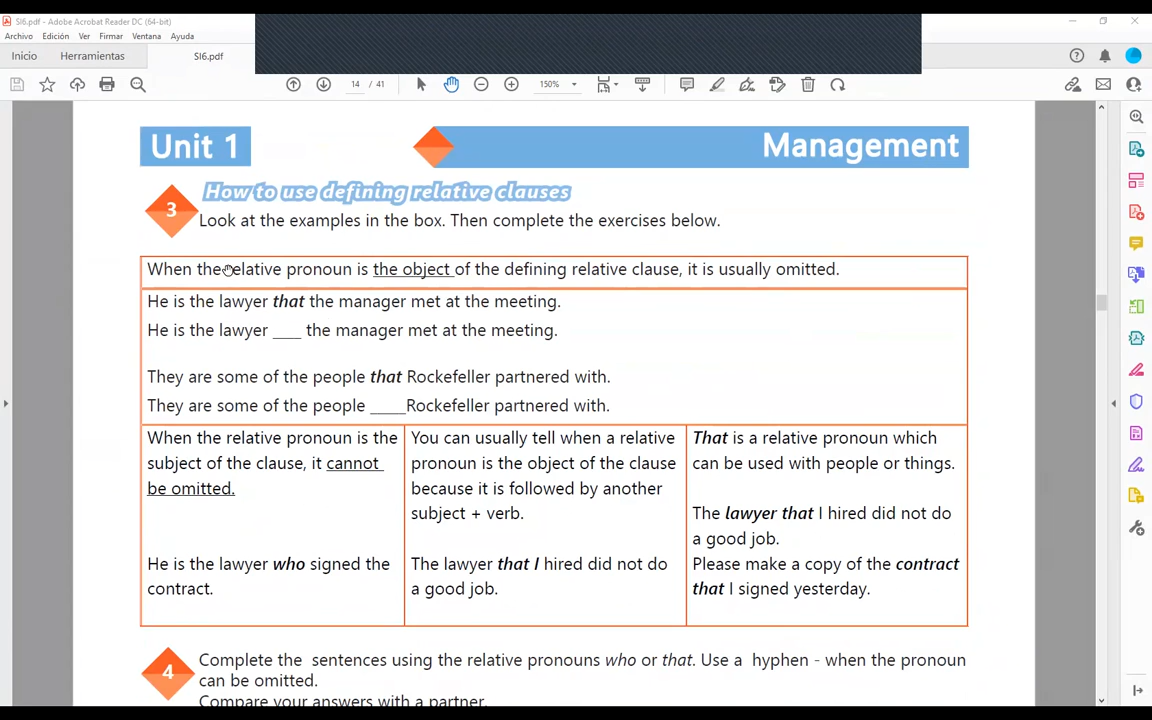 SI6.pdf - Adobe Acrobat Reader DC (64-bit)
Archivo Edición Ver Firmar Ventana Ayuda
Inicio Herramientas SI6.pdf
14 / 41 150%
Unit 1 Management
How to use defining relative clauses
3
Look at the examples in the box. Then complete the exercises below.
When the relative pronoun is the object of the defining relative clause, it is usually omitted.
He is the lawyer that the manager met at the meeting.
He is the lawyer ___ the manager met at the meeting.
They are some of the people that Rockefeller partnered with.
They are some of the people ____Rockefeller partnered with.
When the relative pronoun is the
subject of the clause, it cannot
be omitted.
He is the lawyer who signed the
contract.
You can usually tell when a relative
pronoun is the object of the clause
because it is followed by another
subject + verb.
The lawyer that I hired did not do
a good job.
That is a relative pronoun which
can be used with people or things.
The lawyer that I hired did not do
a good job.
Please make a copy of the contract
that I signed yesterday.
4
Complete the sentences using the relative pronouns who or that. Use a hyphen - when the pronoun
can be omitted.
Compare your answers with a partner.